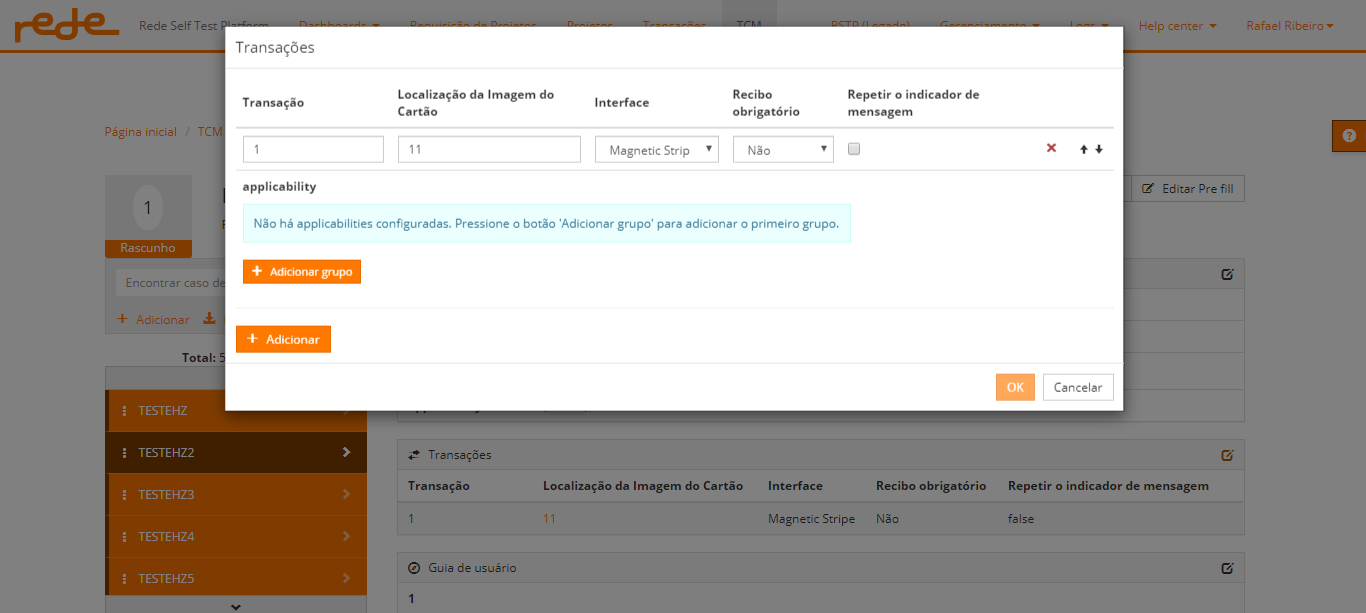 rede Rede Self Test Platform Dashboards Requisição de Projetos Projetos Transações TCM BSTP (Legado) Gerenciamento Logs Help center Rafael Ribeiro
Transações
Transação Localização da Imagem do Cartão Interface Recibo obrigatório Repetir o indicador de mensagem
1 11 Magnetic Strip Não
applicability
Não há applicabilities configuradas. Pressione o botão 'Adicionar grupo' para adicionar o primeiro grupo.
Adicionar grupo
Adicionar
OK Cancelar
Página inicial / TCM
1
Rascunho
Editar Pre fill
Encontrar caso de
Adicionar
Total: 5
TESTEHZ
TESTEHZ2
TESTEHZ3
TESTEHZ4
TESTEHZ5
Transações
Transação Localização da Imagem do Cartão Interface Recibo obrigatório Repetir o indicador de mensagem
1 11 Magnetic Stripe Não false
Guia de usuário
1